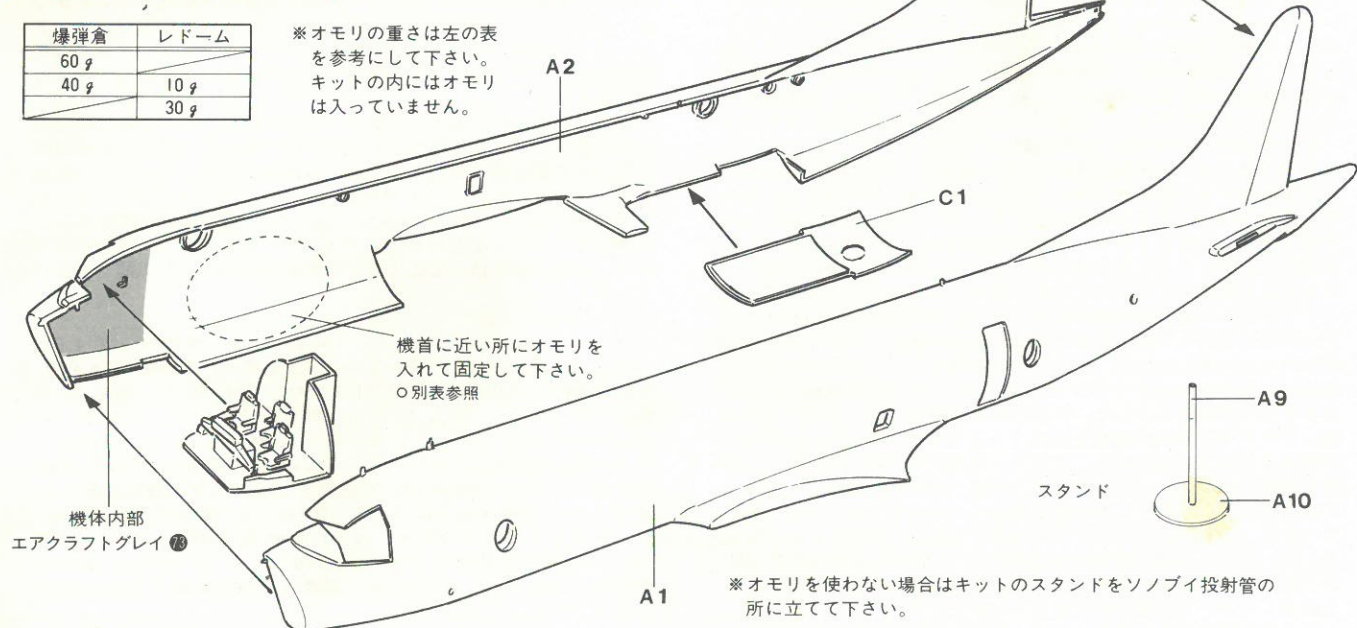 爆弾倉 レドーム
60g
40g 10g
30g
※オモリの重さは左の表
を参考にして下さい。
キットの内にはオモリ
は入っていません。
A2
C1
機首に近い所にオモリを
入れて固定して下さい。
○別表参照
機体内部
エアクラフトグレイ 73
A1
スタンド
A9
A10
※オモリを使わない場合はキットのスタンドをソノブイ投射管の
所に立てて下さい。